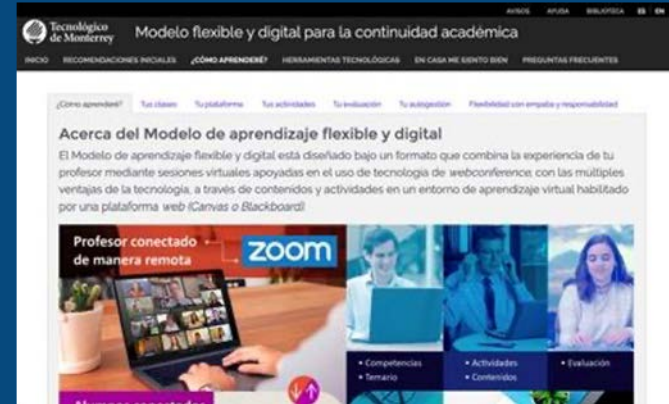 AVISOS AYUDA BIBLIOTECA ES EN
Tecnológico
de Monterrey
Modelo flexible y digital para la continuidad académica
INICIO RECOMENDACIONES INICIALES ¿CÓMO APRENDERÉ? HERRAMIENTAS TECNOLÓGICAS EN CASA ME SIENTO BIEN PREGUNTAS FRECUENTES
¿Cómo aprenderé? Tus clases Tu plataforma Tus actividades Tu evaluación Tu autogestión Flexibilidad con empatía y responsabilidad
Acerca del Modelo de aprendizaje flexible y digital
El Modelo de aprendizaje flexible y digital está diseñado bajo un formato que combina la experiencia de tu
profesor mediante sesiones virtuales apoyadas en el uso de tecnología de webconference, con las múltiples
ventajas de la tecnología, a través de contenidos y actividades en un entorno de aprendizaje virtual habilitado
por una plataforma web (Canvas o Blackboard)
Profesor conectado
de manera remota
zoom
• Competencias
• Temario
• Actividades
• Contenidos
• Evaluación